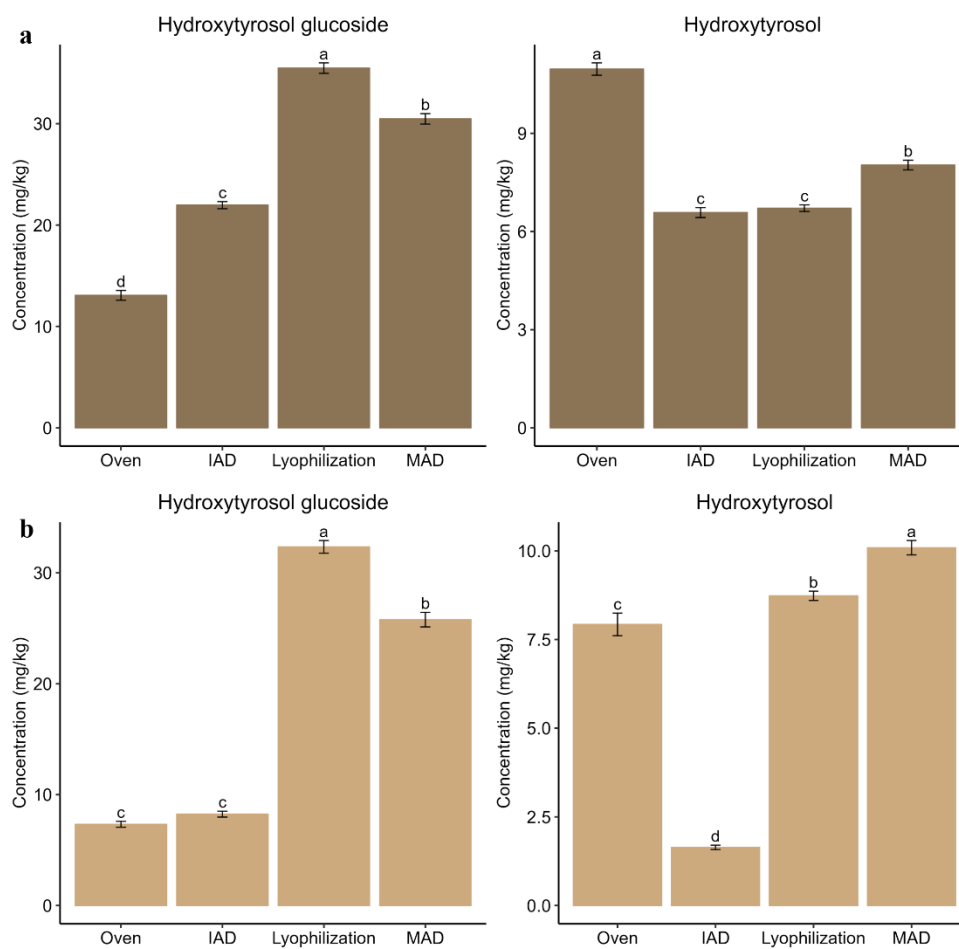 a
Hydroxytyrosol glucoside
Concentration (mg/kg)
30
20
10
0
d
c
a
b
Oven IAD Lyophilization MAD
Hydroxytyrosol
Concentration (mg/kg)
9
6
3
0
a
c
c
b
Oven IAD Lyophilization MAD
b
Hydroxytyrosol glucoside
Concentration (mg/kg)
30
20
10
0
c
c
a
b
Oven IAD Lyophilization MAD
Hydroxytyrosol
Concentration (mg/kg)
10.0
7.5
5.0
2.5
0.0
c
d
b
a
Oven IAD Lyophilization MAD